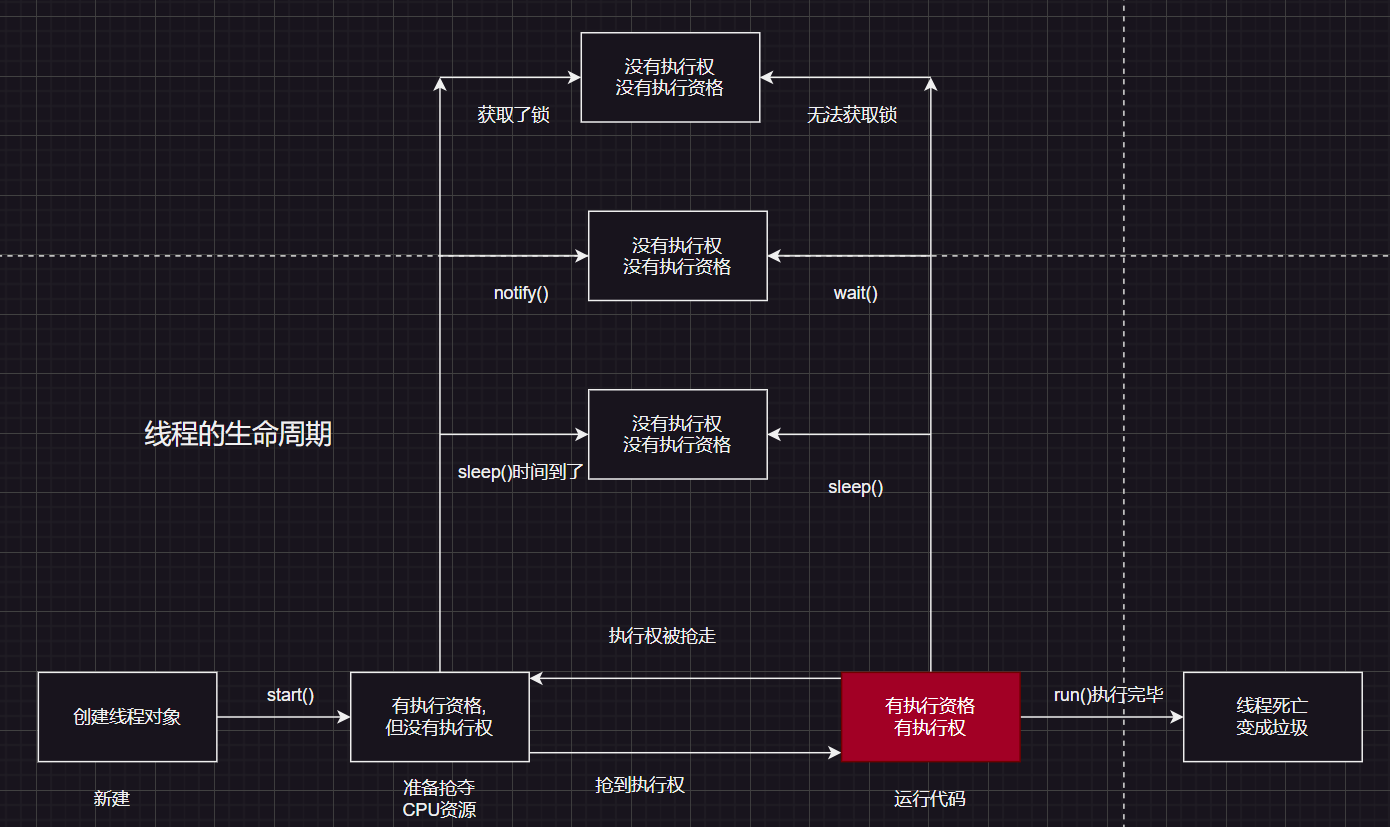 没有执行权
没有执行资格
获取了锁
无法获取锁
没有执行权
没有执行资格
notify()
wait()
没有执行权
没有执行资格
线程的生命周期
sleep()时间到了
sleep()
执行权被抢走
创建线程对象
start()
有执行资格,
但没有执行权
有执行资格
有执行权
run()执行完毕
线程死亡
变成垃圾
新建
准备抢夺
CPU资源
抢到执行权
运行代码